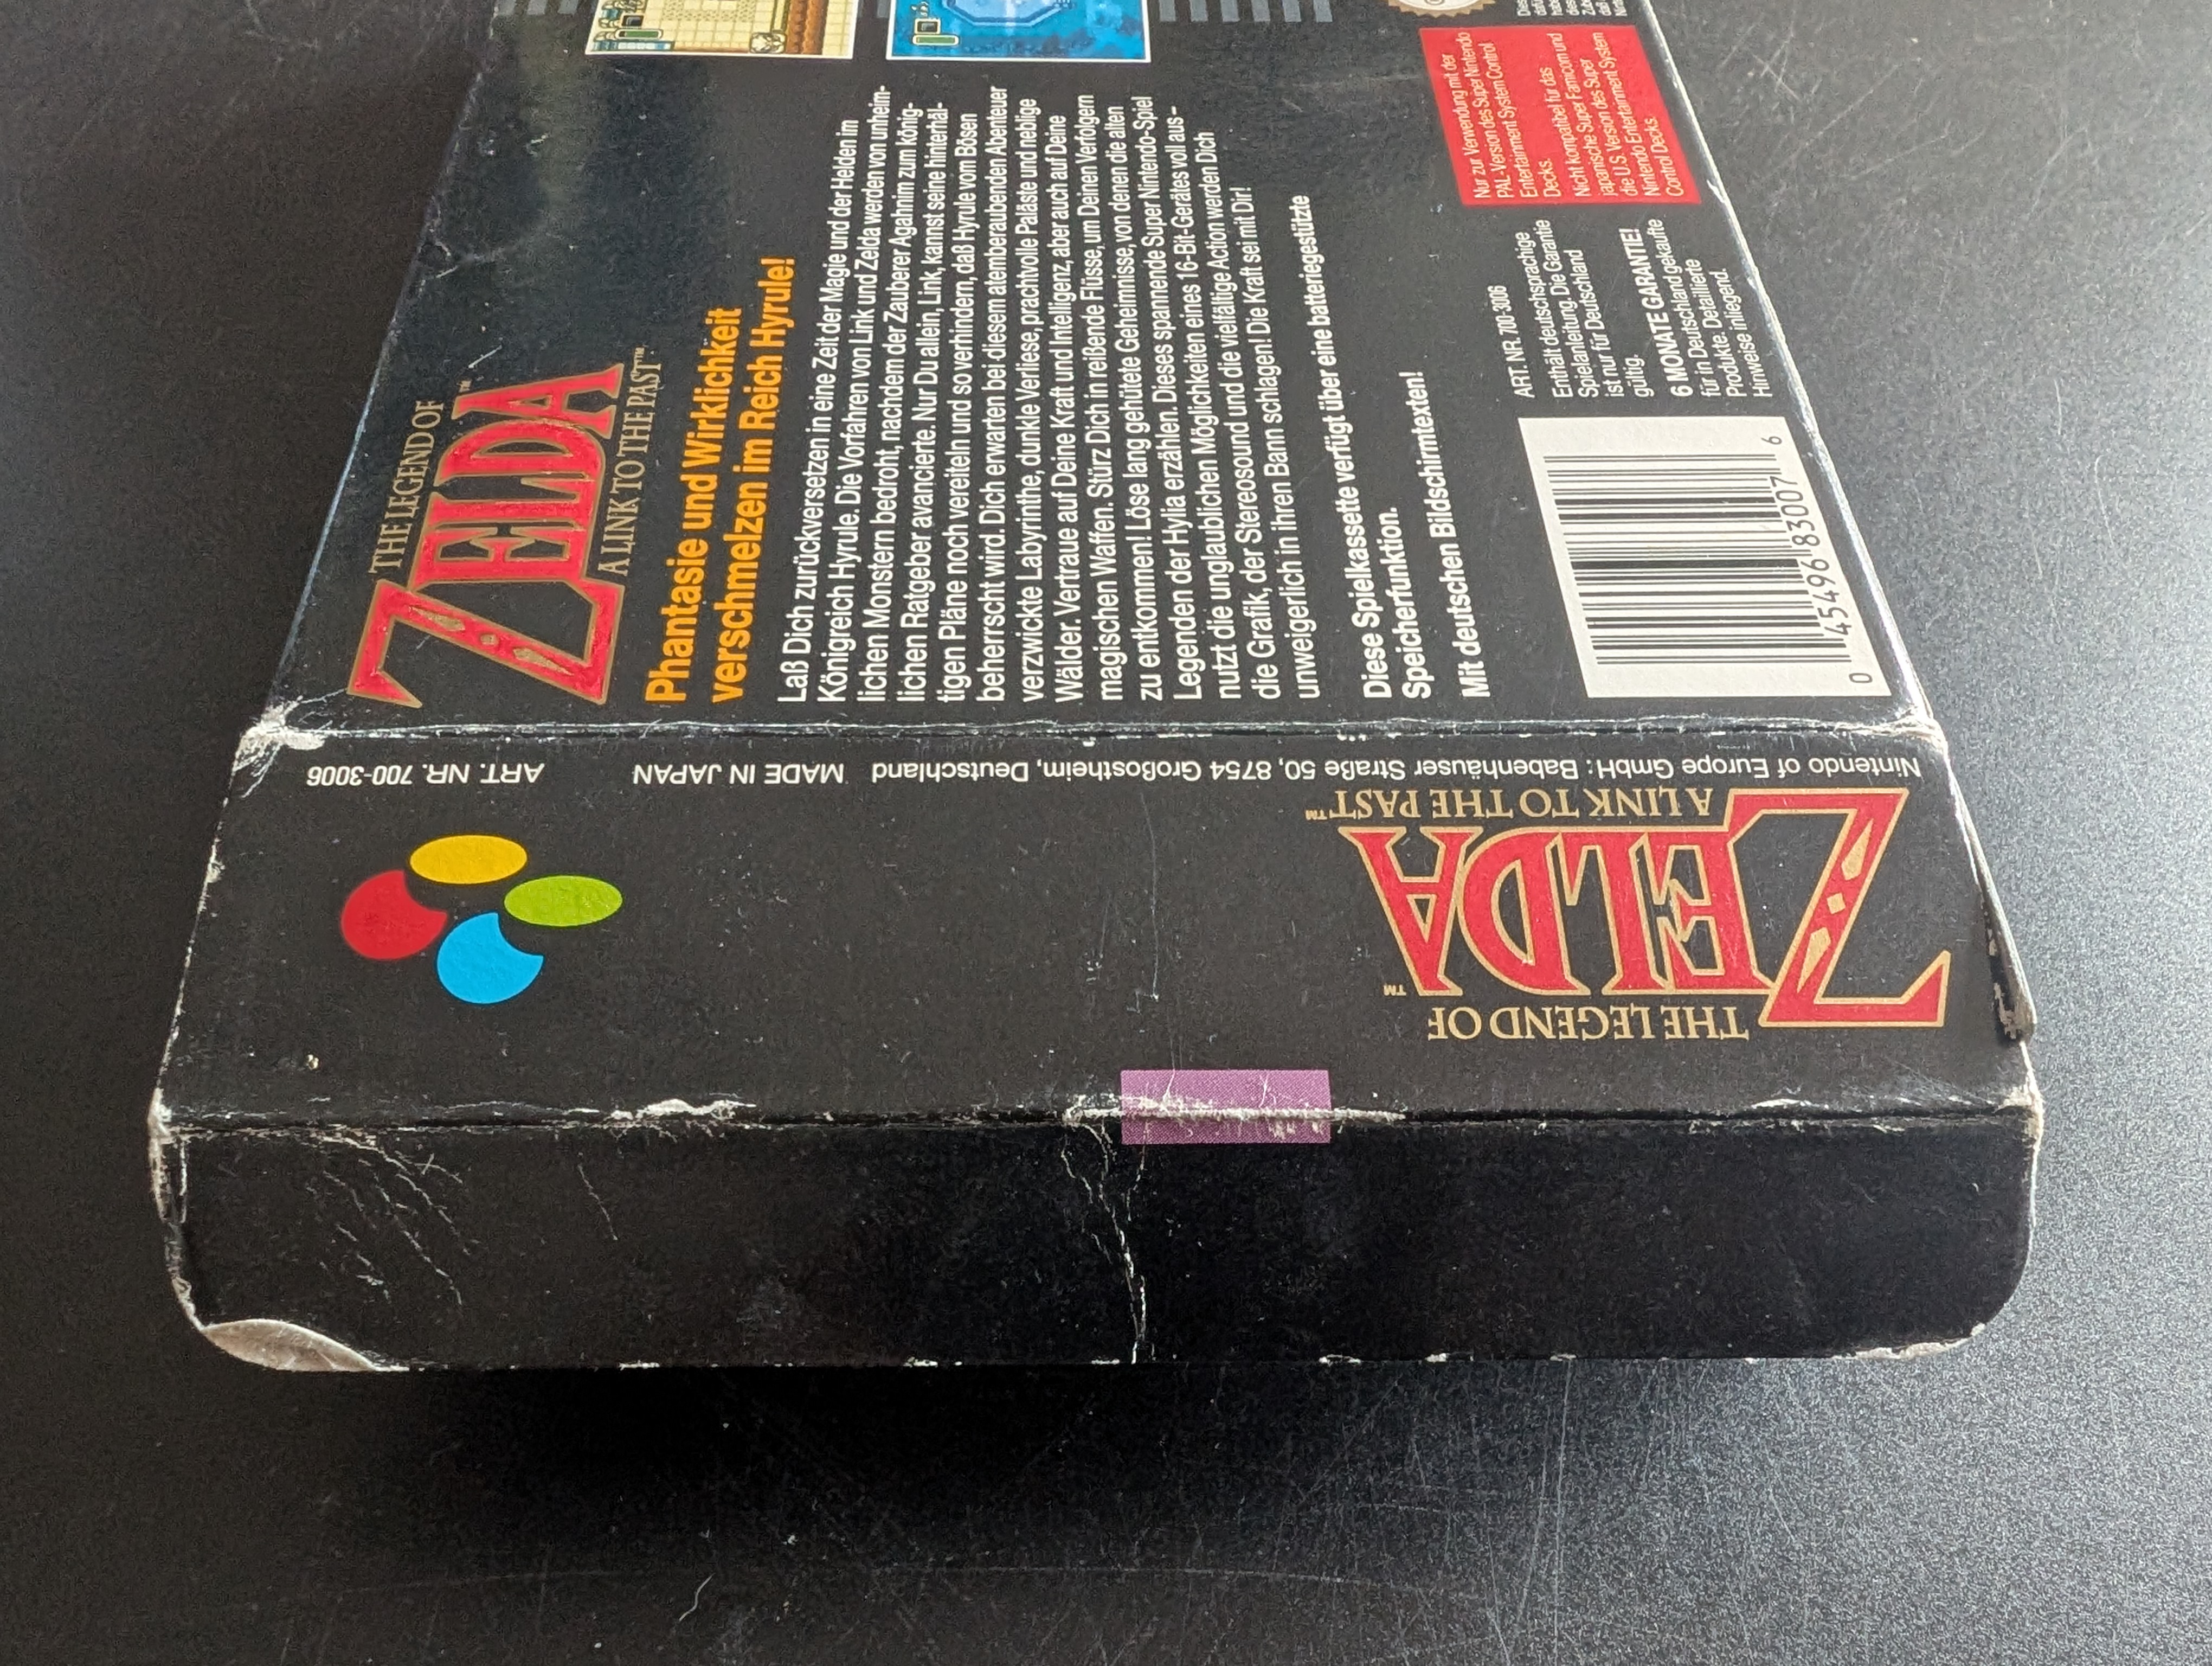 THE LEGEND OF
ZELDA™
A LINK TO THE PAST™
Phantasie und Wirklichkeit
verschmelzen im Reich Hyrule!
Laß Dich zurückversetzen in eine Zeit der Magie und der Helden im
Königreich Hyrule. Die Vorfahren von Link und Zelda werden von unheim-
lichen Monstern bedroht, nachdem der Zauberer Agahnim zum könig-
lichen Ratgeber avancierte. Nur Du allein, Link, kannst seine hinterhäl-
tigen Pläne noch vereiteln und so verhindern, daß Hyrule vom Bösen
beherrscht wird. Dich erwarten bei diesem atemberaubenden Abenteuer
verzwickte Labyrinthe, dunkle Verliese, prachtvolle Paläste und neblige
Wälder. Vertraue auf Deine Kraft und Intelligenz, aber auch auf Deine
magischen Waffen. Stürz Dich in reißende Flüsse, um Deinen Verfolgern
zu entkommen! Löse lang gehütete Geheimnisse, von denen die alten
Legenden der Hylia erzählen. Dieses spannende Super Nintendo-Spiel
nutzt die unglaublichen Möglichkeiten eines 16-Bit-Gerätes voll aus -
die Grafik, der Stereosound und die vielfältige Action werden Dich
unweigerlich in ihren Bann schlagen! Die Kraft sei mit Dir!
Diese Spielkassette verfügt über eine batteriegestützte
Speicherfunktion.
Mit deutschen Bildschirmtexten!
0 45496 83007 6
ART. NR. 700-3006
Enthält deutschsprachige
Spielanleitung. Die Garantie
ist nur für Deutschland
gültig.
6 MONATE GARANTIE!
für in Deutschland gekaufte
Produkte. Detaillierte
Hinweise inliegend.
Nur zur Verwendung mit der
PAL-Version des Super Nintendo
Entertainment System Control
Decks.
Nicht kompatibel für das
japanische Super Famicom und
die U.S. Version des Super
Nintendo Entertainment System
Control Decks.
THE LEGEND OF
ZELDA™
A LINK TO THE PAST™
Nintendo of Europe GmbH: Babenhäuser Straße 50, 8754 Großostheim, Deutschland MADE IN JAPAN ART. NR. 700-3006